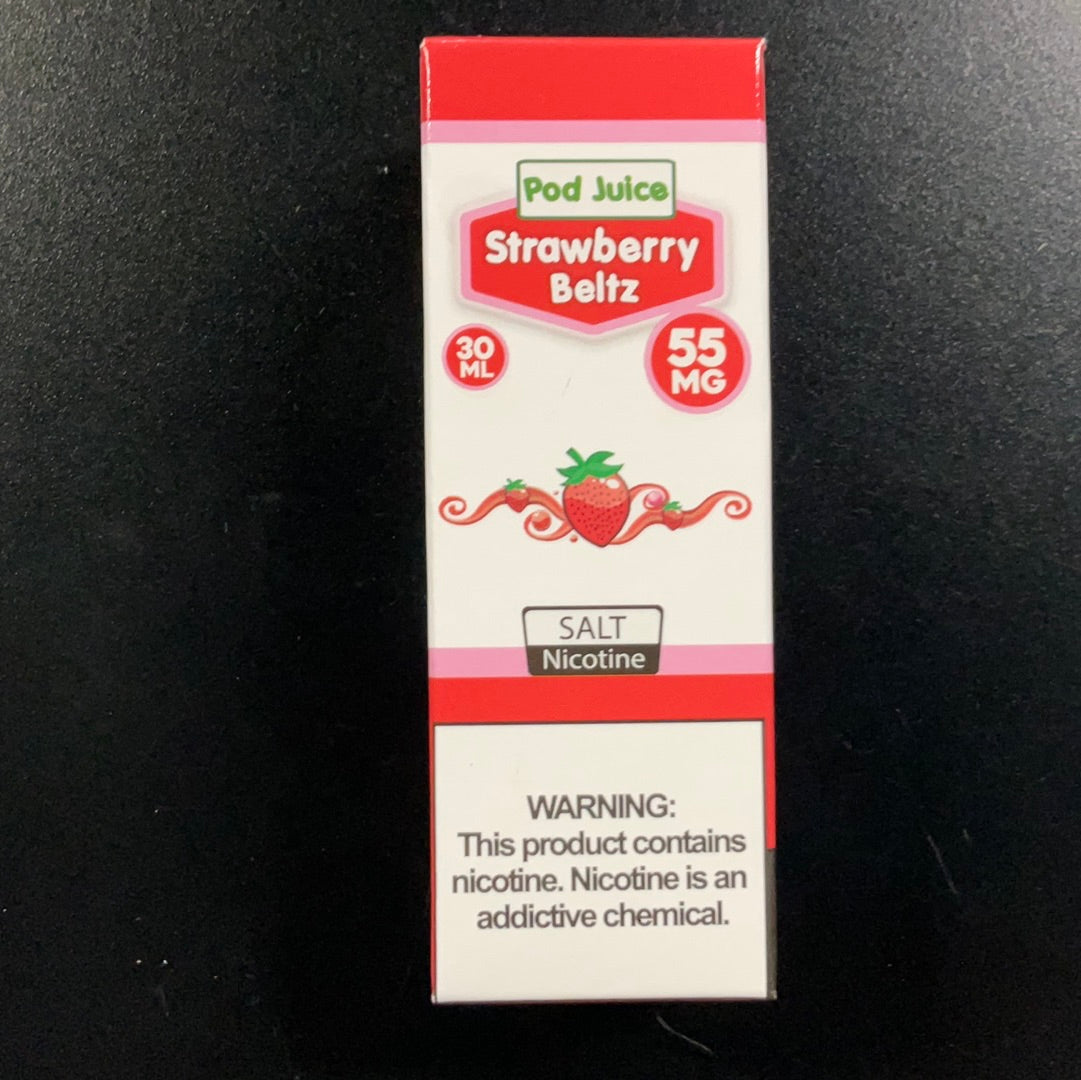 Pod Juice
Strawberry
Beltz
30
ML
55
MG
SALT
Nicotine
WARNING:
This product contains
nicotine. Nicotine is an
addictive chemical.